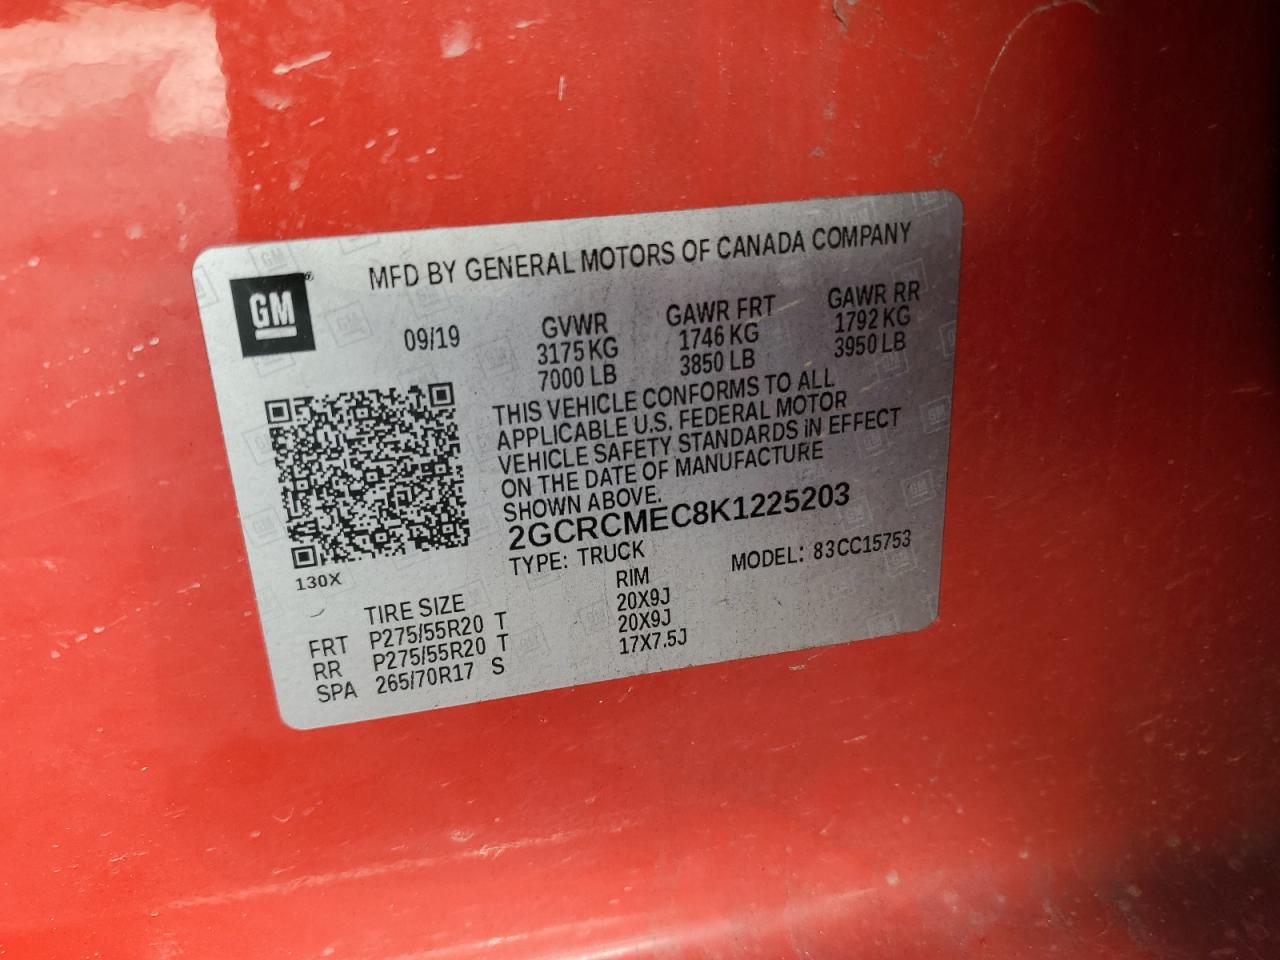 GM
MFD BY GENERAL MOTORS OF CANADA COMPANY
09/19 GVWR GAWR FRT GAWR RR
3175 KG 1746 KG 1792 KG
7000 LB 3850 LB 3950 LB
THIS VEHICLE CONFORMS TO ALL
APPLICABLE U.S. FEDERAL MOTOR
VEHICLE SAFETY STANDARDS IN EFFECT
ON THE DATE OF MANUFACTURE
SHOWN ABOVE.
2GCRCMEC8K1225203
TYPE: TRUCK MODEL: 83CC15753
130X
TIRE SIZE RIM
FRT P275/55R20 T 20X9J
RR P275/55R20 T 20X9J
SPA 265/70R17 S 17X7.5J